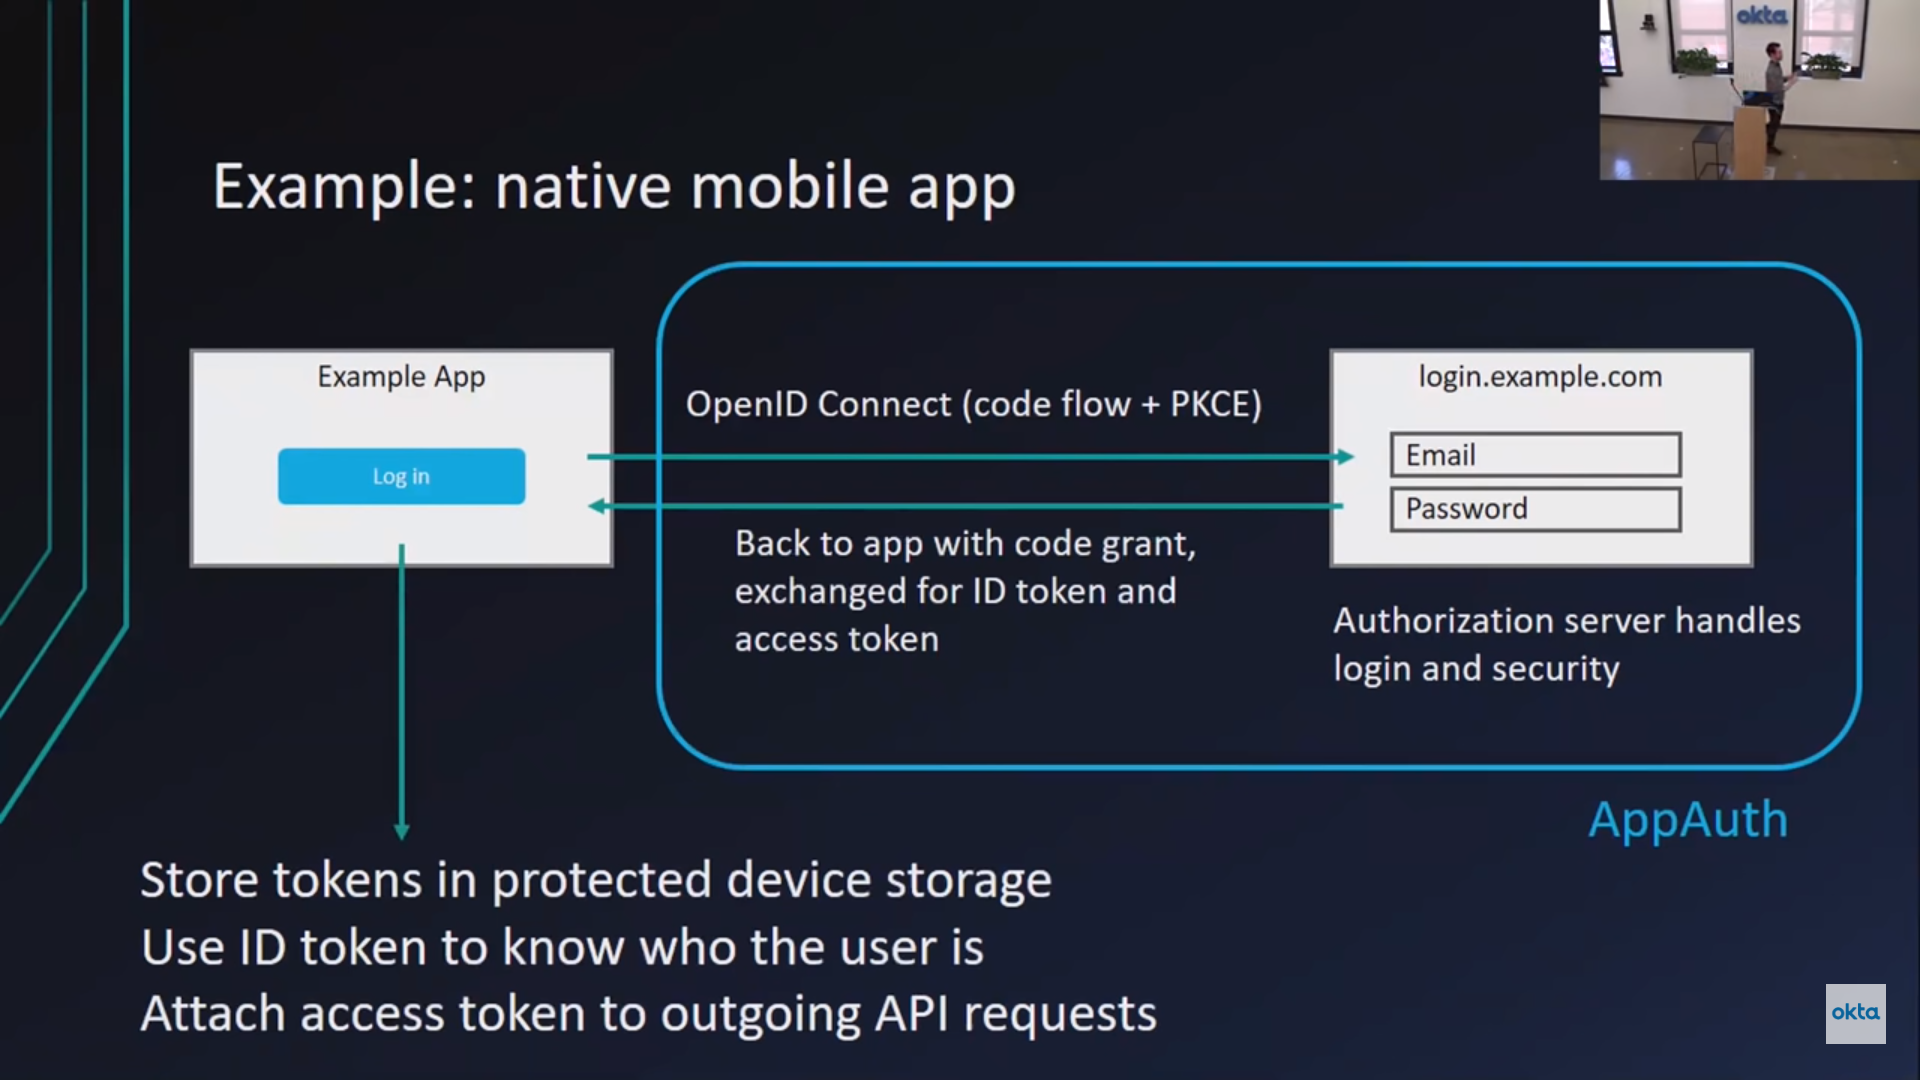 okta
Example: native mobile app
Example App
Log in
OpenID Connect (code flow + PKCE)
Back to app with code grant,
exchanged for ID token and
access token
login.example.com
Email
Password
Authorization server handles
login and security
AppAuth
Store tokens in protected device storage
Use ID token to know who the user is
Attach access token to outgoing API requests
okta